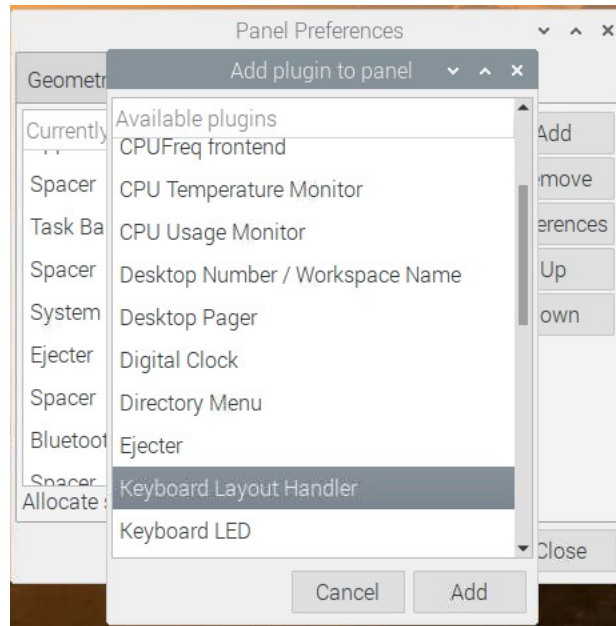 Panel Preferences
Add plugin to panel
Geometr
Currently
Spacer
Task Ba
Spacer
System
Ejecter
Spacer
Bluetoot
Spacer
Allocate s
Available plugins
CPUFreq frontend
CPU Temperature Monitor
CPU Usage Monitor
Desktop Number / Workspace Name
Desktop Pager
Digital Clock
Directory Menu
Ejecter
Keyboard Layout Handler
Keyboard LED
Cancel
Add
Add
move
erences
Up
own
Close